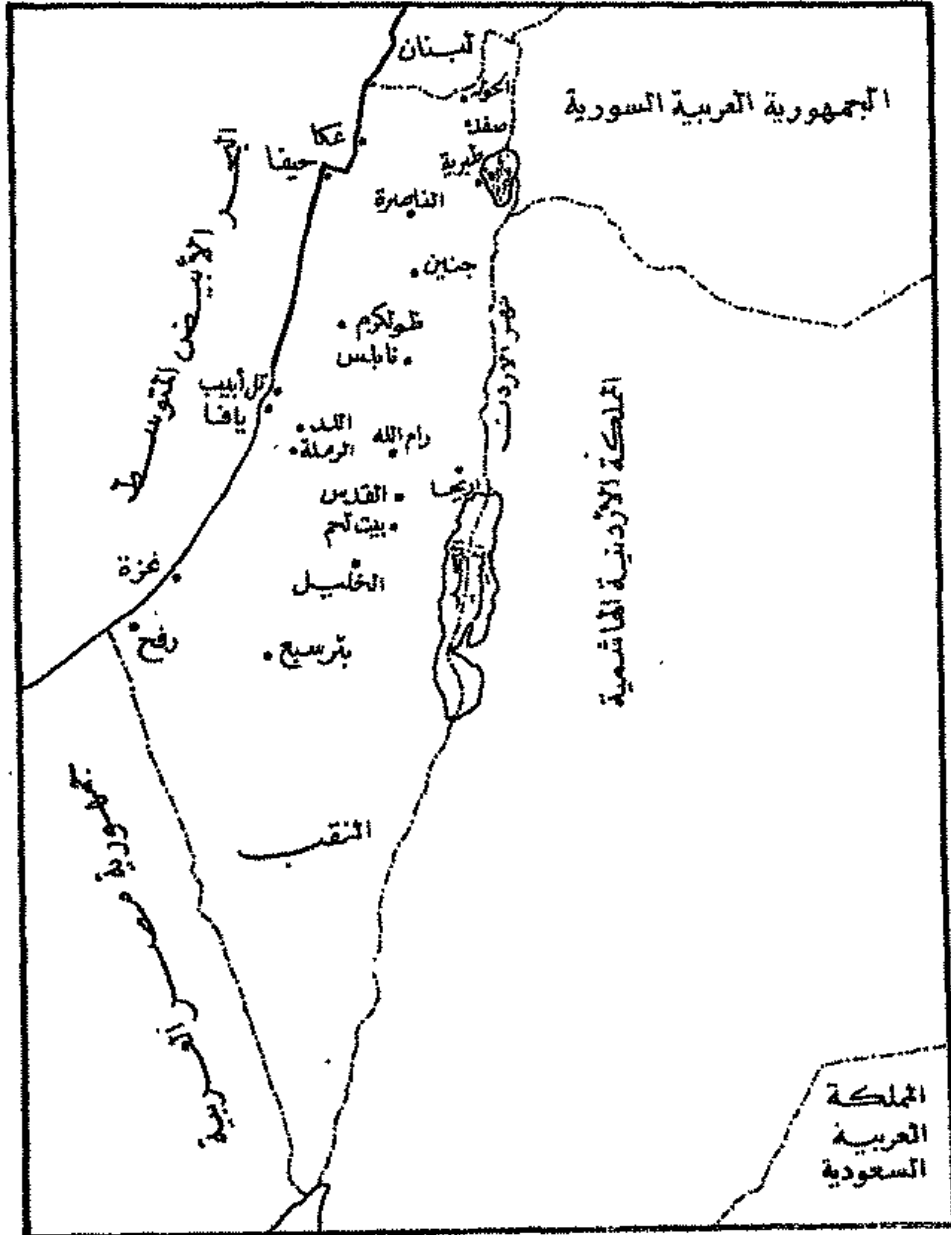 لبنان
الجمهورية العربية السورية
الحولة
صفد
عكا
حيفا
طبرية
الناصرة
البحر الأبيض المتوسط
جنين
نهر الاردن
طولكرم
نابلس
تل أبيب
يافا
اللد
الرملة
رام الله
اريحا
القدس
بيت لحم
المملكة الأردنية الهاشمية
غزة
الخليل
رفح
بئر سبع
النقب
جمهورية مصر العربية
المملكة
العربية
السعودية